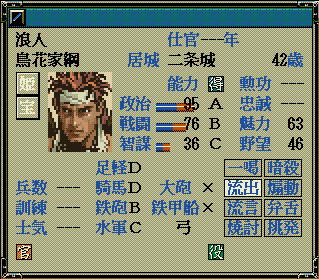 浪人 仕官---年
鳥花家綱 居城 二条城 42歳
姫 能力 得 勲功 ---
宝 政治 95 A 忠誠 ---
戦闘 76 B 魅力 63
智謀 36 C 野望 46
足軽D 一喝 暗殺
兵数 --- 騎馬D 大砲 × 流出 煽動
訓練 --- 鉄砲B 鉄甲船 × 流言 弁舌
士気 --- 水軍C 弓 焼討 挑発
官 役